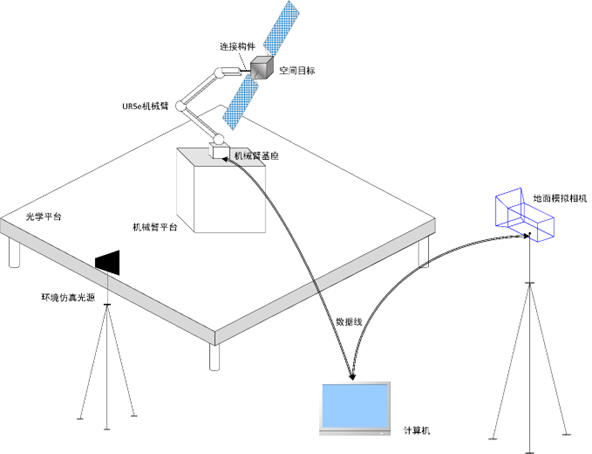 连接构件
空间目标
UR5e机械臂
机械臂基座
地面模拟相机
光学平台
机械臂平台
环境仿真光源
数据线
计算机